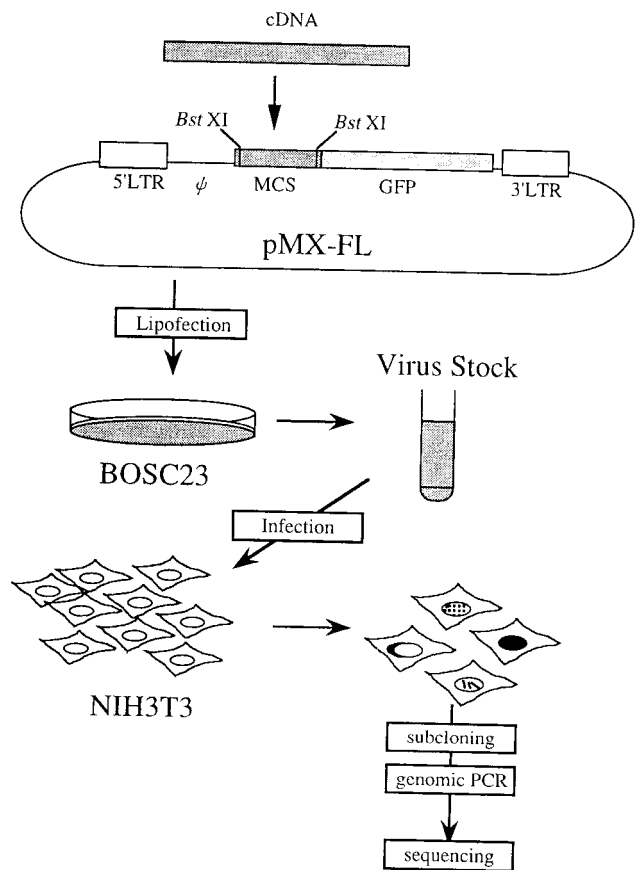 cDNA
Bst XI
Bst XI
5'LTR
ψ
MCS
GFP
3'LTR
pMX-FL
Lipofection
Virus Stock
BOSC23
Infection
NIH3T3
subcloning
genomic PCR
sequencing